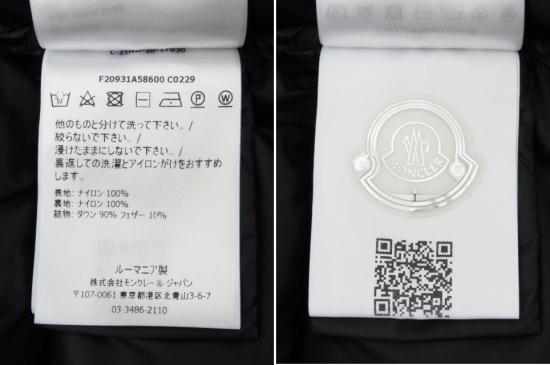 F20931A58600 C0229
他のものと分けて洗って下さい。/
絞らないで下さい。/
浸けたままにしないで下さい。/
裏返しての洗濯とアイロンがけをおすすめ
します。/
表地: ナイロン 100%
裏地: ナイロン 100%
詰物: ダウン 90% フェザー 10%
ルーマニア製
株式会社モンクレール ジャパン
〒107-0061 東京都港区北青山3-6-7
03-3486-2110
MONCLER